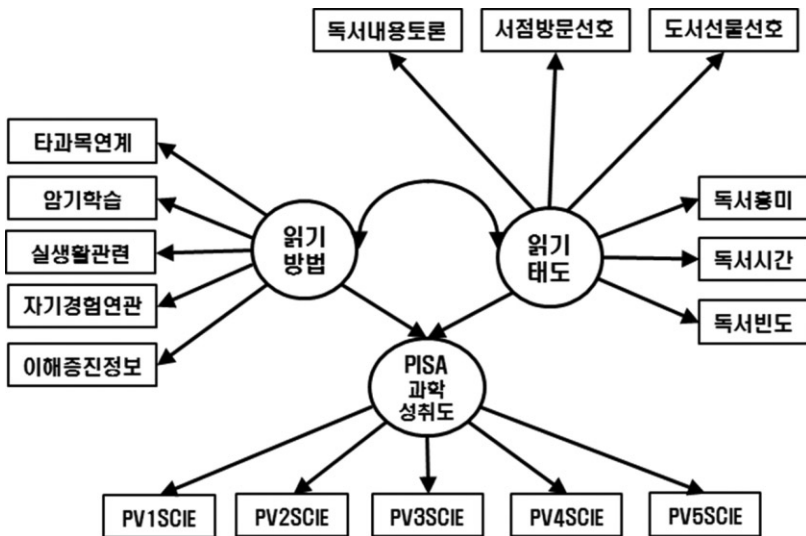 독서내용토론
서점방문선호
도서선물선호
타과목연계
암기학습
실생활관련
자기경험연관
이해증진정보
읽기
방법
읽기
태도
독서흥미
독서시간
독서빈도
PISA
과학
성취도
PV1SCIE
PV2SCIE
PV3SCIE
PV4SCIE
PV5SCIE